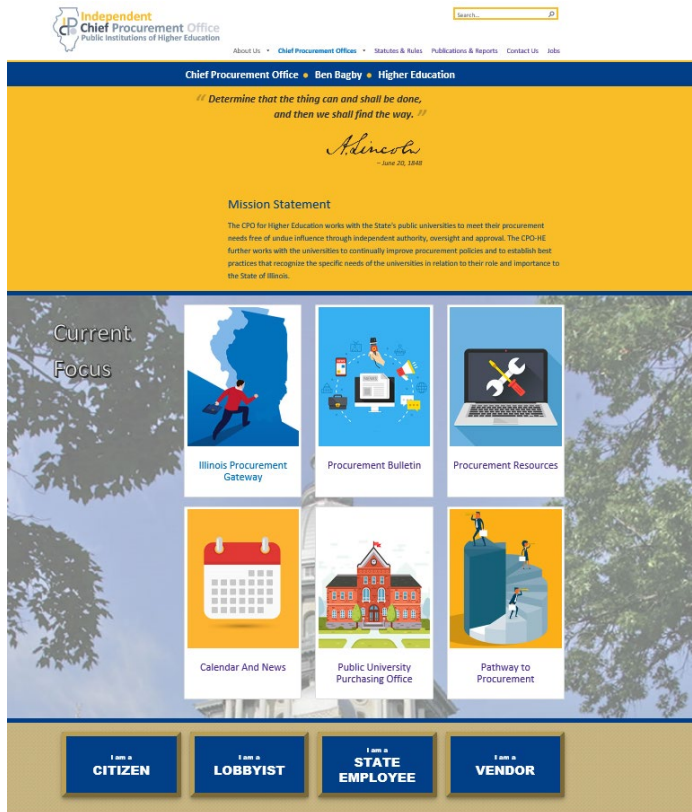 Independent
Chief Procurement Office
Public Institutions of Higher Education
Search...
About Us • Chief Procurement Offices • Statutes & Rules Publications & Reports Contact Us Jobs
Chief Procurement Office • Ben Bagby • Higher Education
“ Determine that the thing can and shall be done,
and then we shall find the way. ”
A. Lincoln
– June 20, 1848
Mission Statement
The CPO for Higher Education works with the State's public universities to meet their procurement
needs free of undue influence through independent authority, oversight and approval. The CPO-HE
further works with the universities to continually improve procurement policies and to establish best
practices that recognize the specific needs of the universities in relation to their role and importance to
the State of Illinois.
Current
Focus
Illinois Procurement
Gateway
Procurement Bulletin
Procurement Resources
Calendar And News
Public University
Purchasing Office
Pathway to
Procurement
I am a
CITIZEN
I am a
LOBBYIST
I am a
STATE
EMPLOYEE
I am a
VENDOR